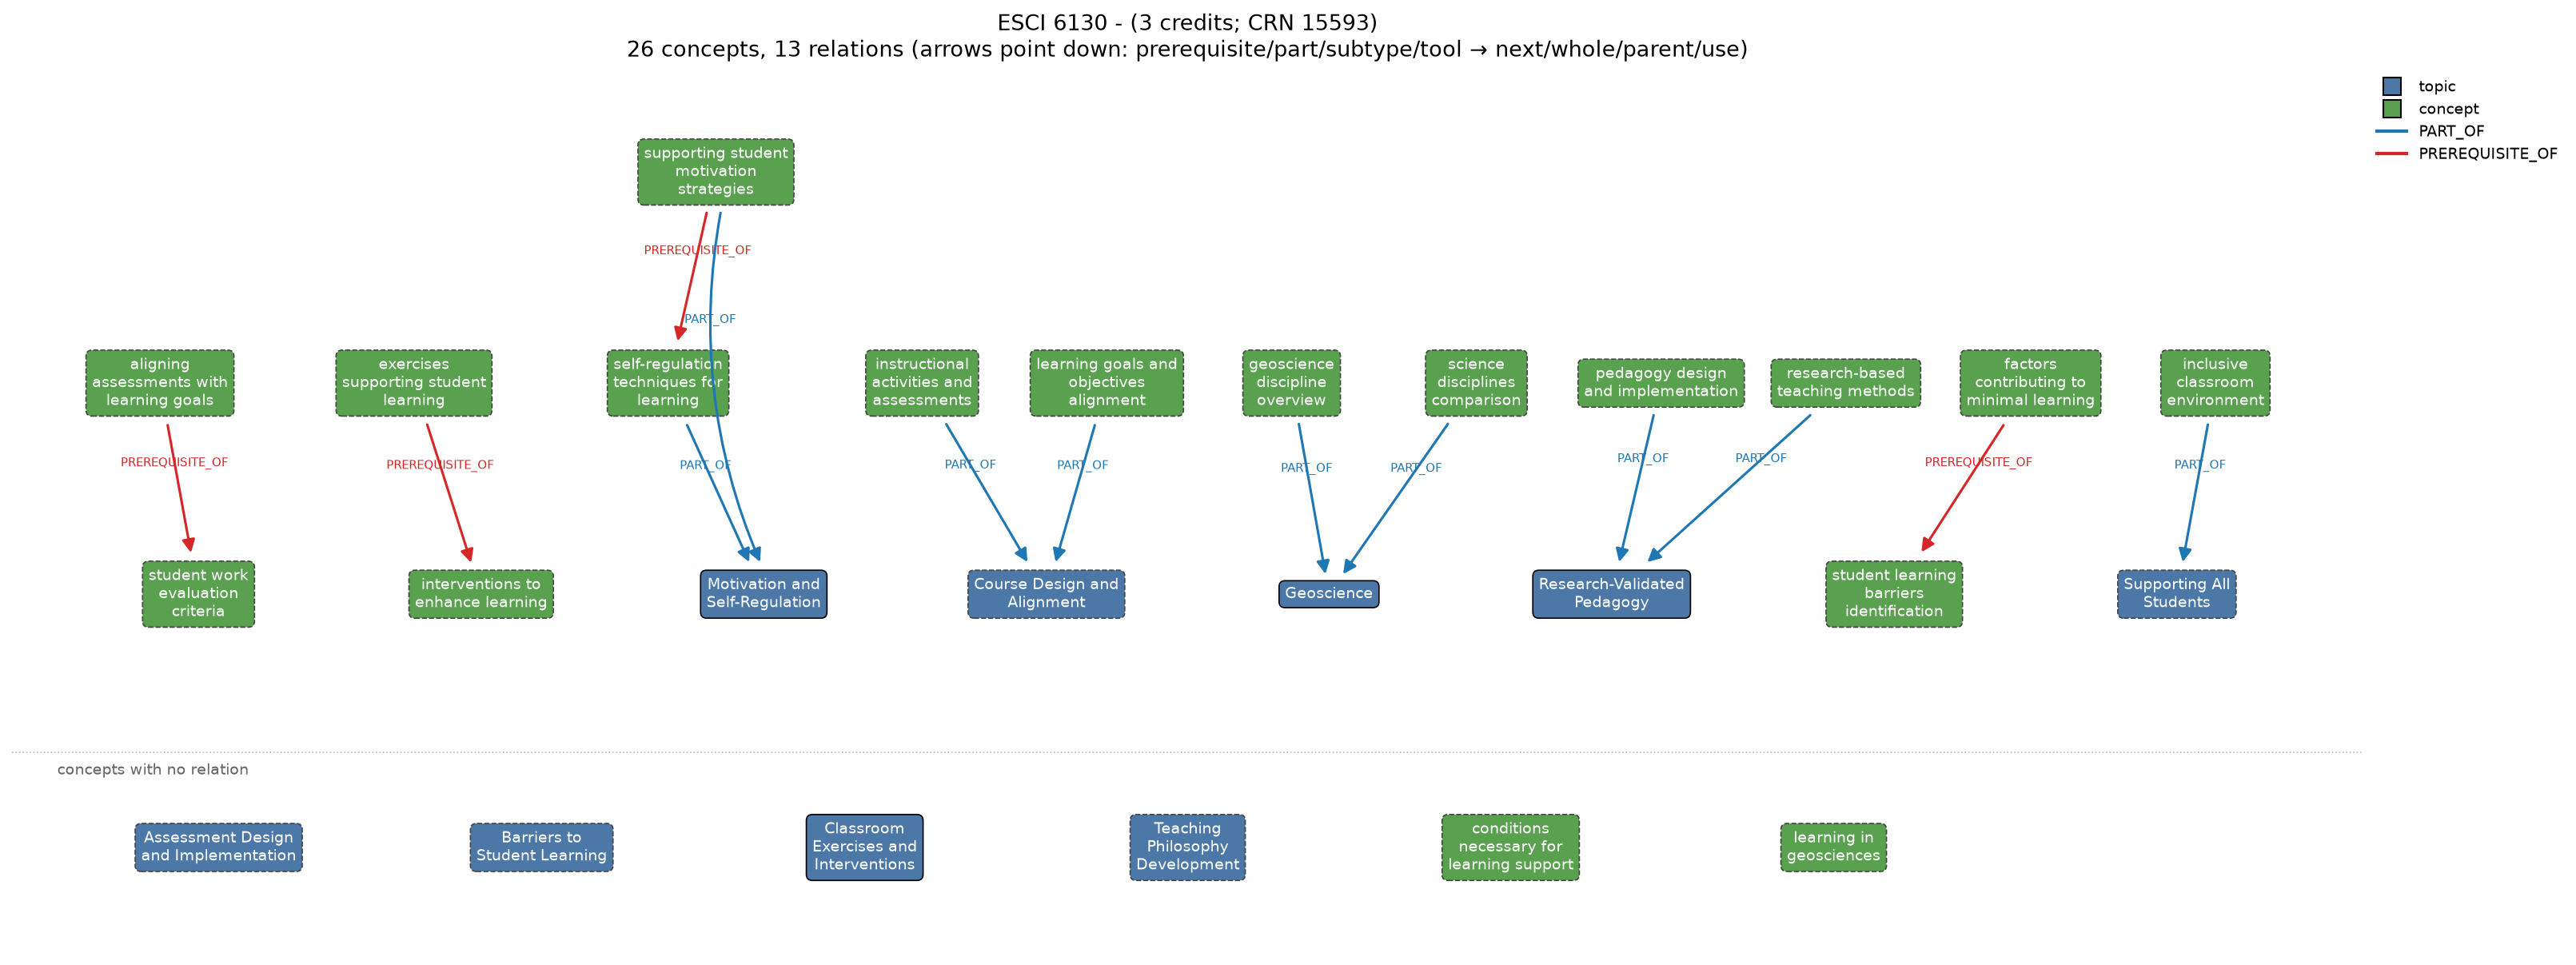 ESCI 6130 - (3 credits; CRN 15593)
26 concepts, 13 relations (arrows point down: prerequisite/part/subtype/tool → next/whole/parent/use)
topic
concept
PART_OF
PREREQUISITE_OF
supporting student
motivation
strategies
PREREQUISITE_OF
PART_OF
aligning
assessments with
learning goals
exercises
supporting student
learning
self-regulation
techniques for
learning
instructional
activities and
assessments
learning goals and
objectives
alignment
geoscience
discipline
overview
science
disciplines
comparison
pedagogy design
and implementation
research-based
teaching methods
factors
contributing to
minimal learning
inclusive
classroom
environment
PREREQUISITE_OF
PREREQUISITE_OF
PART_OF
PART_OF
PART_OF
PART_OF
PART_OF
PART_OF
PART_OF
PREREQUISITE_OF
PART_OF
student work
evaluation
criteria
interventions to
enhance learning
Motivation and
Self-Regulation
Course Design and
Alignment
Geoscience
Research-Validated
Pedagogy
student learning
barriers
identification
Supporting All
Students
concepts with no relation
Assessment Design
and Implementation
Barriers to
Student Learning
Classroom
Exercises and
Interventions
Teaching
Philosophy
Development
conditions
necessary for
learning support
learning in
geosciences